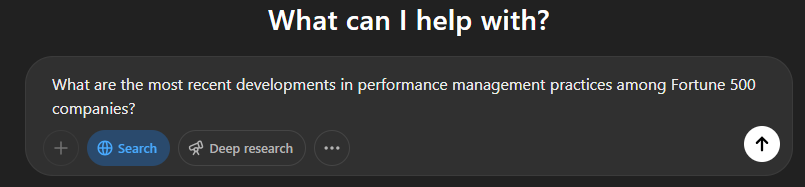 What can I help with?
What are the most recent developments in performance management practices among Fortune 500
companies?
Search
Deep research